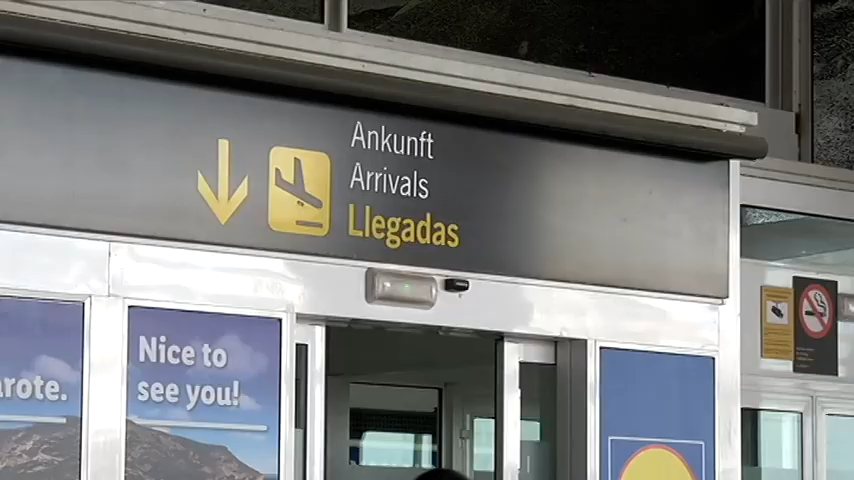 Ankunft
Arrivals
Llegadas
arote.
Nice to
see you!